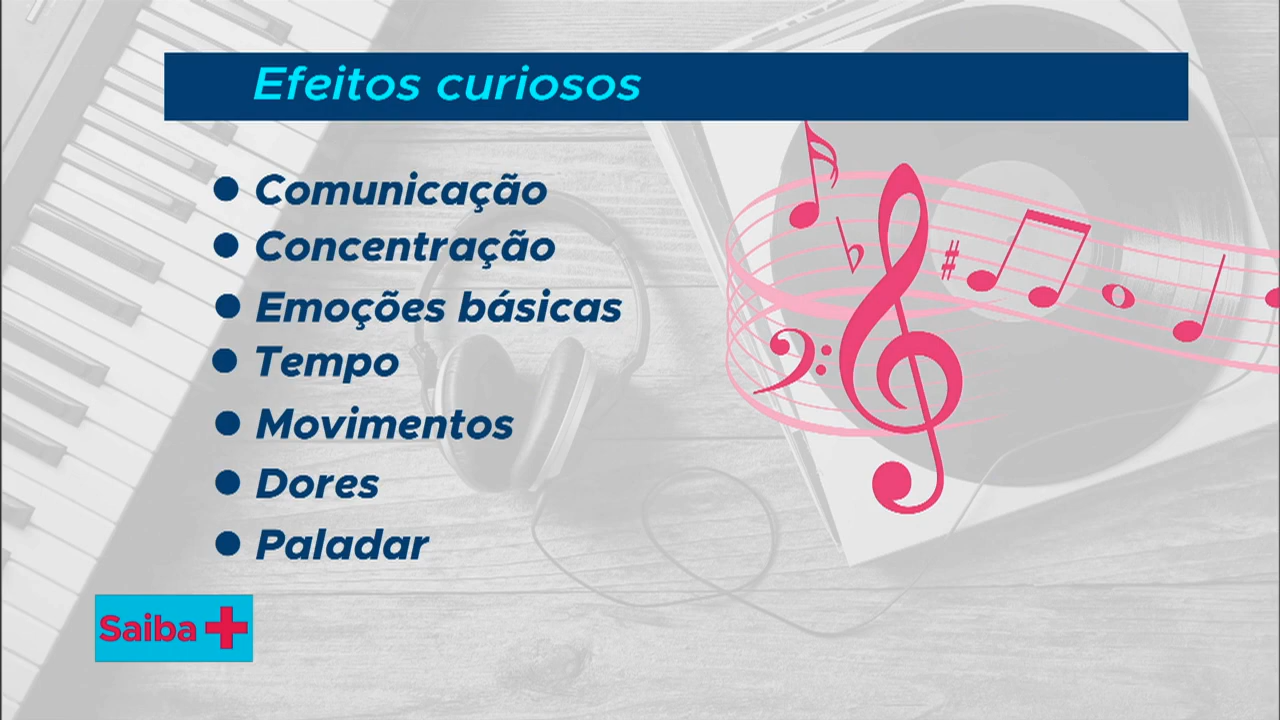 Efeitos curiosos
Comunicação
Concentração
Emoções básicas
Tempo
Movimentos
Dores
Paladar
Saiba+